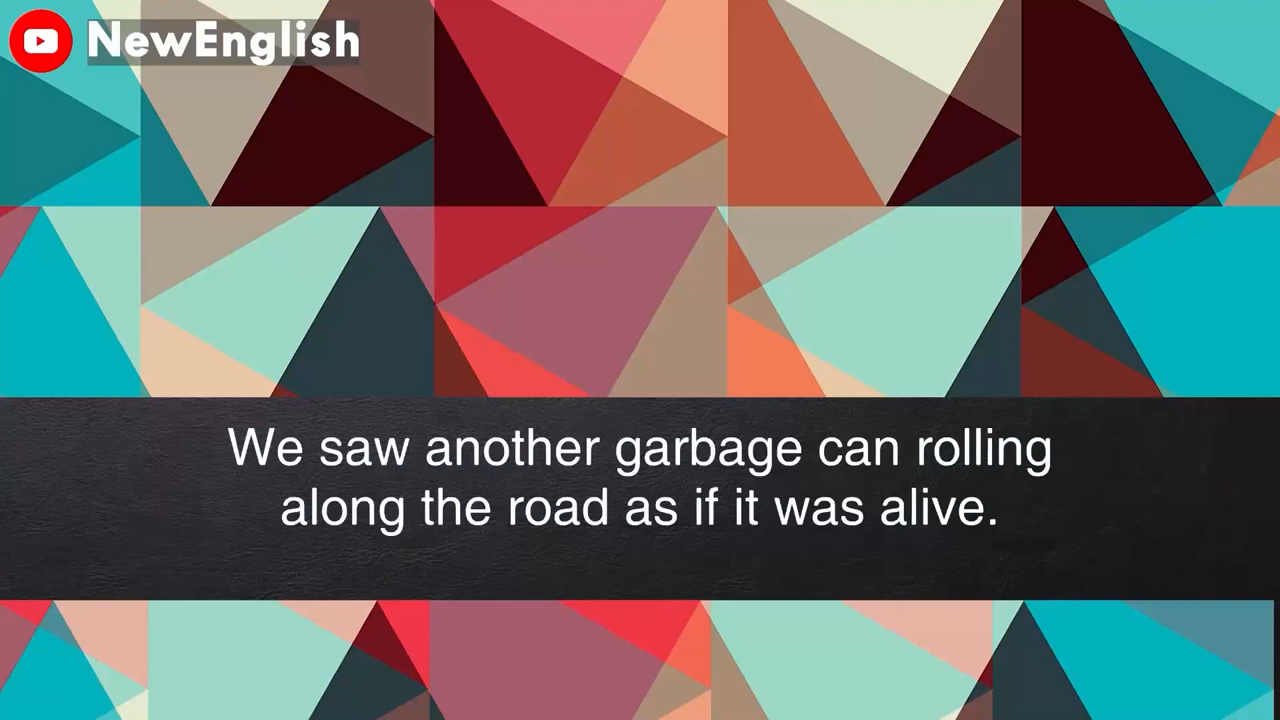 NewEnglish
We saw another garbage can rolling
along the road as if it was alive.